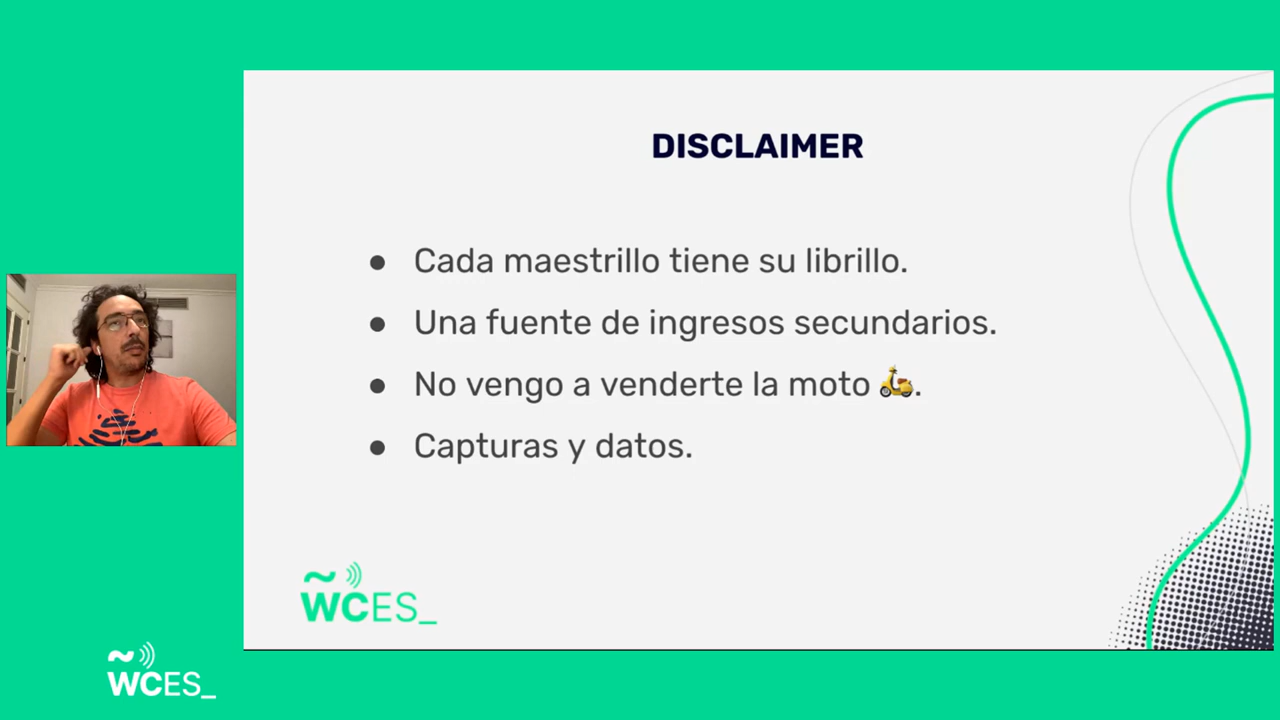 DISCLAIMER
● Cada maestrillo tiene su librillo.
● Una fuente de ingresos secundarios.
● No vengo a venderte la moto 🛵.
● Capturas y datos.
~ WCES_
~ WCES_